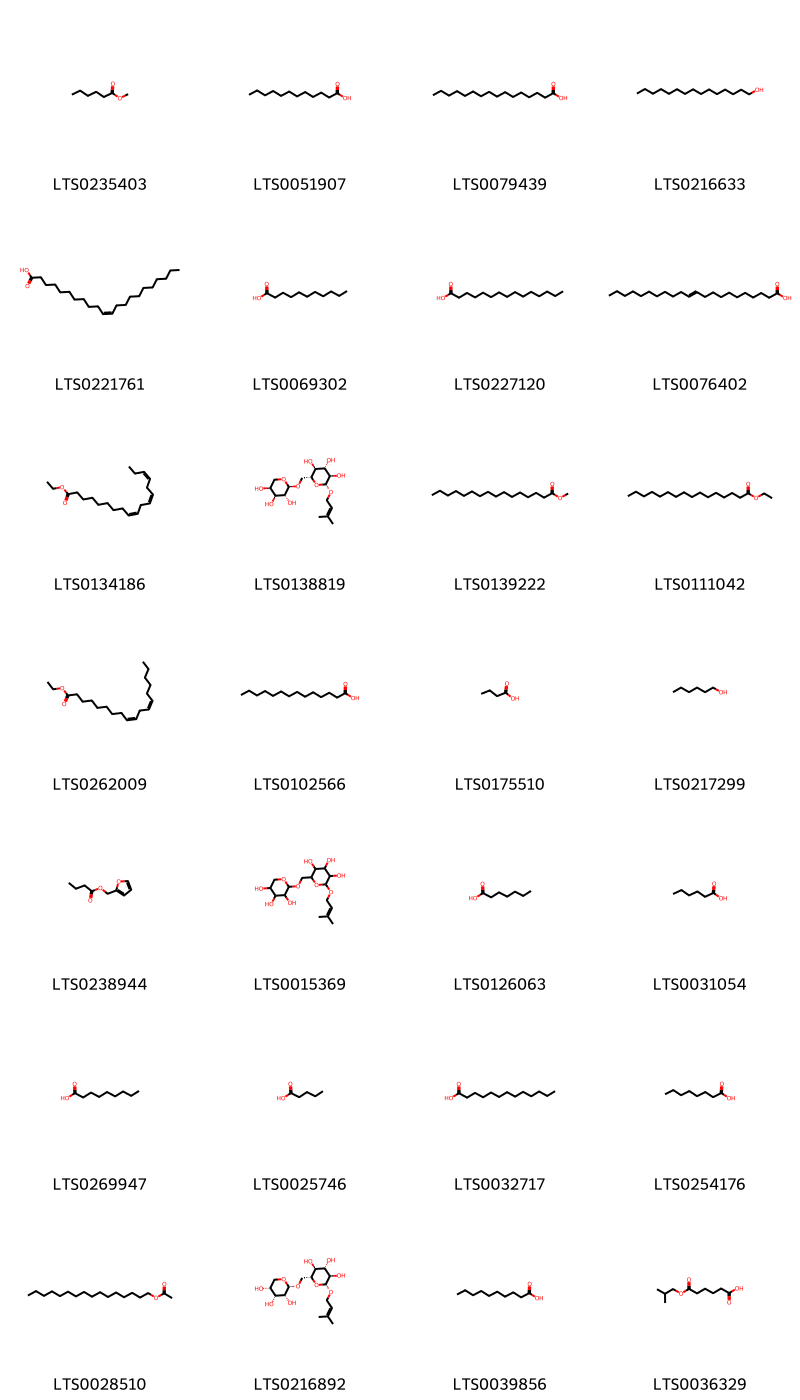 LTS0235403 LTS0051907 LTS0079439 LTS0216633
LTS0221761 LTS0069302 LTS0227120 LTS0076402
LTS0134186 LTS0138819 LTS0139222 LTS0111042
LTS0262009 LTS0102566 LTS0175510 LTS0217299
LTS0238944 LTS0015369 LTS0126063 LTS0031054
LTS0269947 LTS0025746 LTS0032717 LTS0254176
LTS0028510 LTS0216892 LTS0039856 LTS0036329